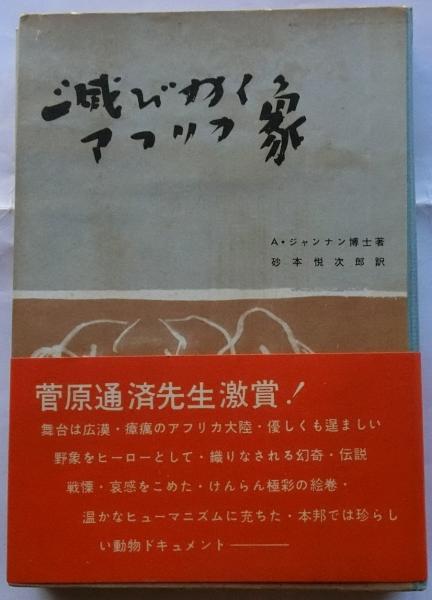 滅びゆく
アフリカ象
A・ジャンナン博士著
砂本悦次郎訳
菅原通済先生激賞！
舞台は広漠・瘴癘のアフリカ大陸・優しくも逞ましい
野象をヒーローとして・織りなされる幻奇・伝説
戦慄・哀感をこめた・けんらん極彩の絵巻・
温かなヒューマニズムに充ちた・本邦では珍らし
い動物ドキュメント———